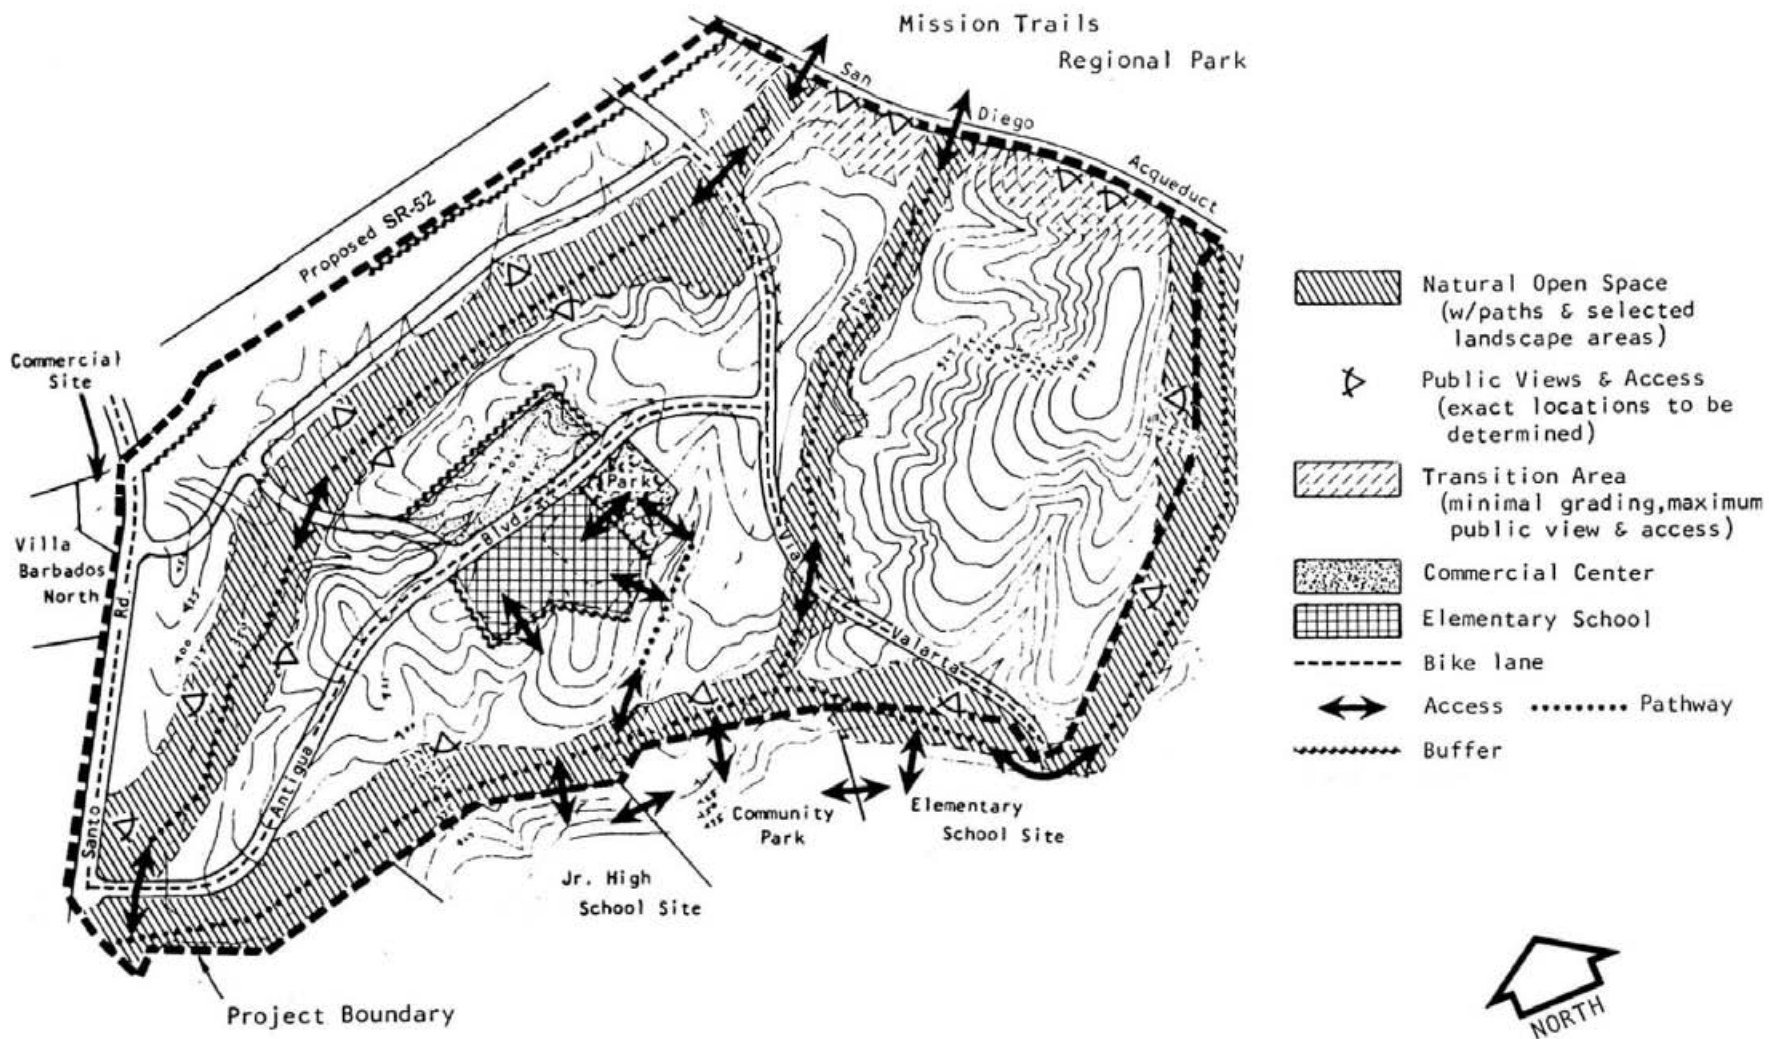 Mission Trails
Regional Park
San
Diego
Acqueduct
Proposed SR-52
Commercial
Site
Villa
Barbados
North
Santo
Rd.
Antigua
Blvd
Park
Via
Valarta
425
400
Community
Park
Elementary
School Site
Jr. High
School Site
Project Boundary
Natural Open Space
(w/paths & selected
landscape areas)
Public Views & Access
(exact locations to be
determined)
Transition Area
(minimal grading,maximum
public view & access)
Commercial Center
Elementary School
Bike lane
Access
Pathway
Buffer
NORTH